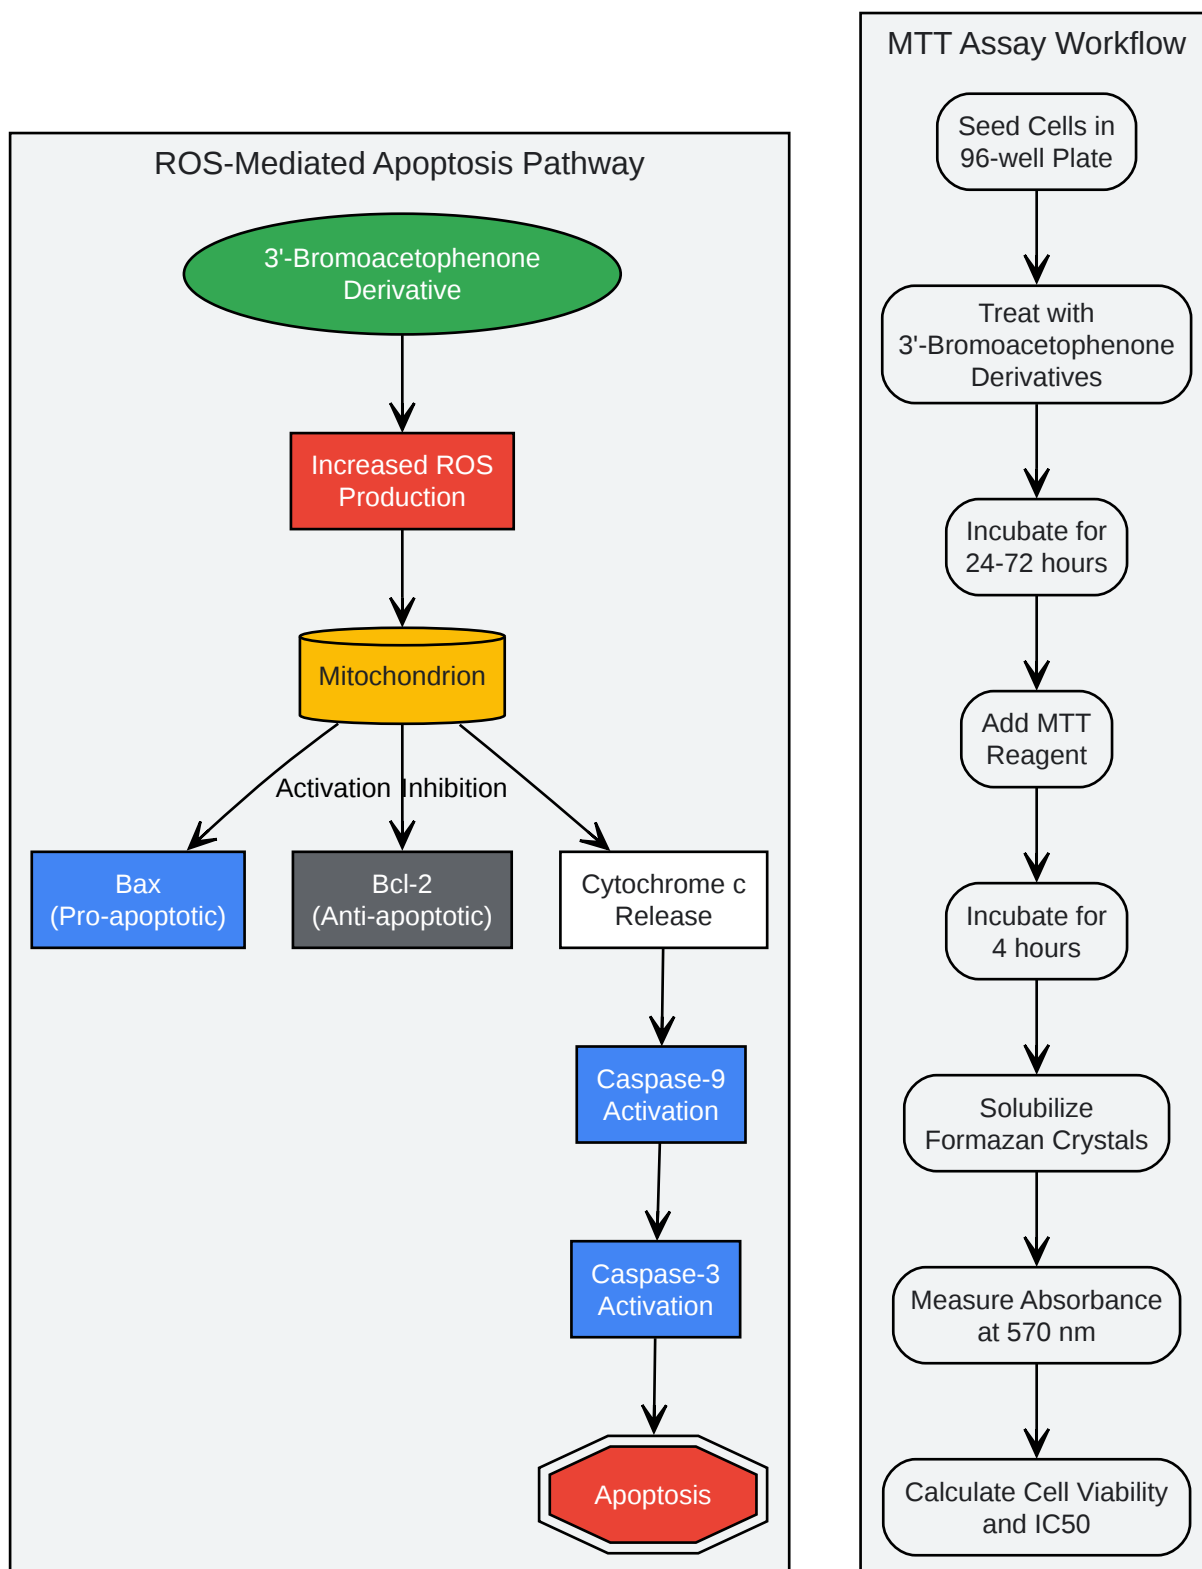 ROS-Mediated Apoptosis Pathway
3'-Bromoacetophenone
Derivative
Increased ROS
Production
Mitochondrion
Activation
Inhibition
Bax
(Pro-apoptotic)
Bcl-2
(Anti-apoptotic)
Cytochrome c
Release
Caspase-9
Activation
Caspase-3
Activation
Apoptosis
MTT Assay Workflow
Seed Cells in
96-well Plate
Treat with
3'-Bromoacetophenone
Derivatives
Incubate for
24-72 hours
Add MTT
Reagent
Incubate for
4 hours
Solubilize
Formazan Crystals
Measure Absorbance
at 570 nm
Calculate Cell Viability
and IC50